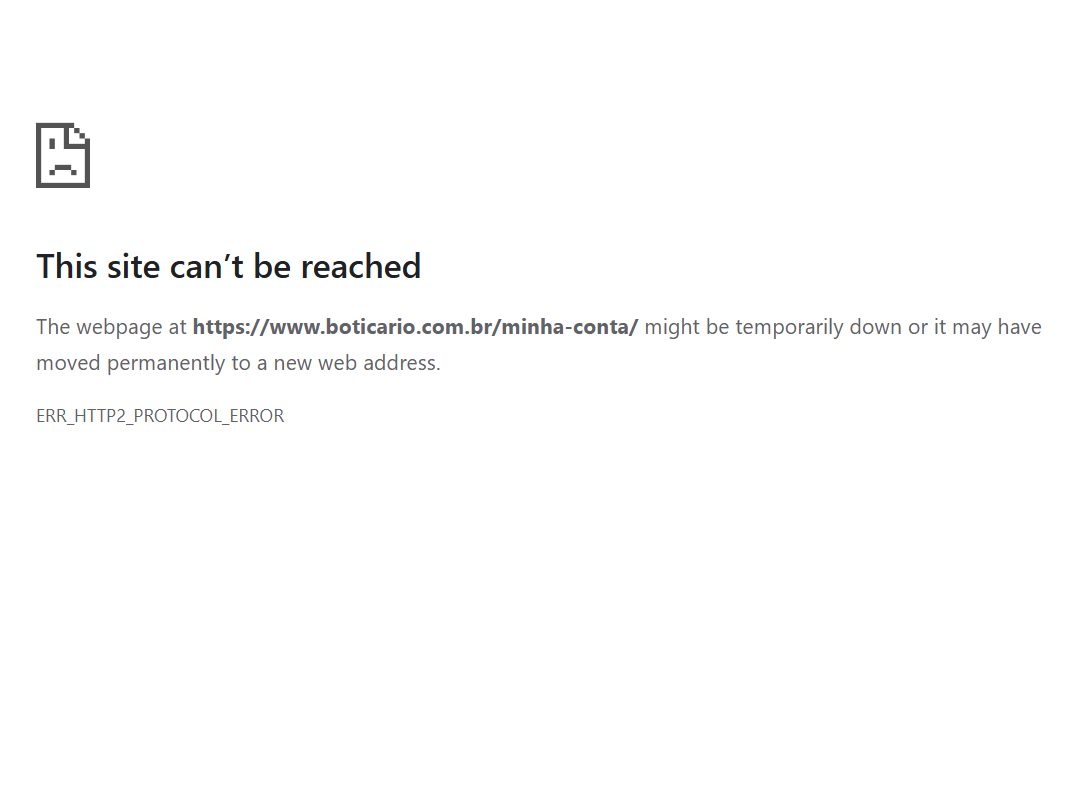 This site can’t be reached
The webpage at https://www.boticario.com.br/minha-conta/ might be temporarily down or it may have
moved permanently to a new web address.
ERR_HTTP2_PROTOCOL_ERROR